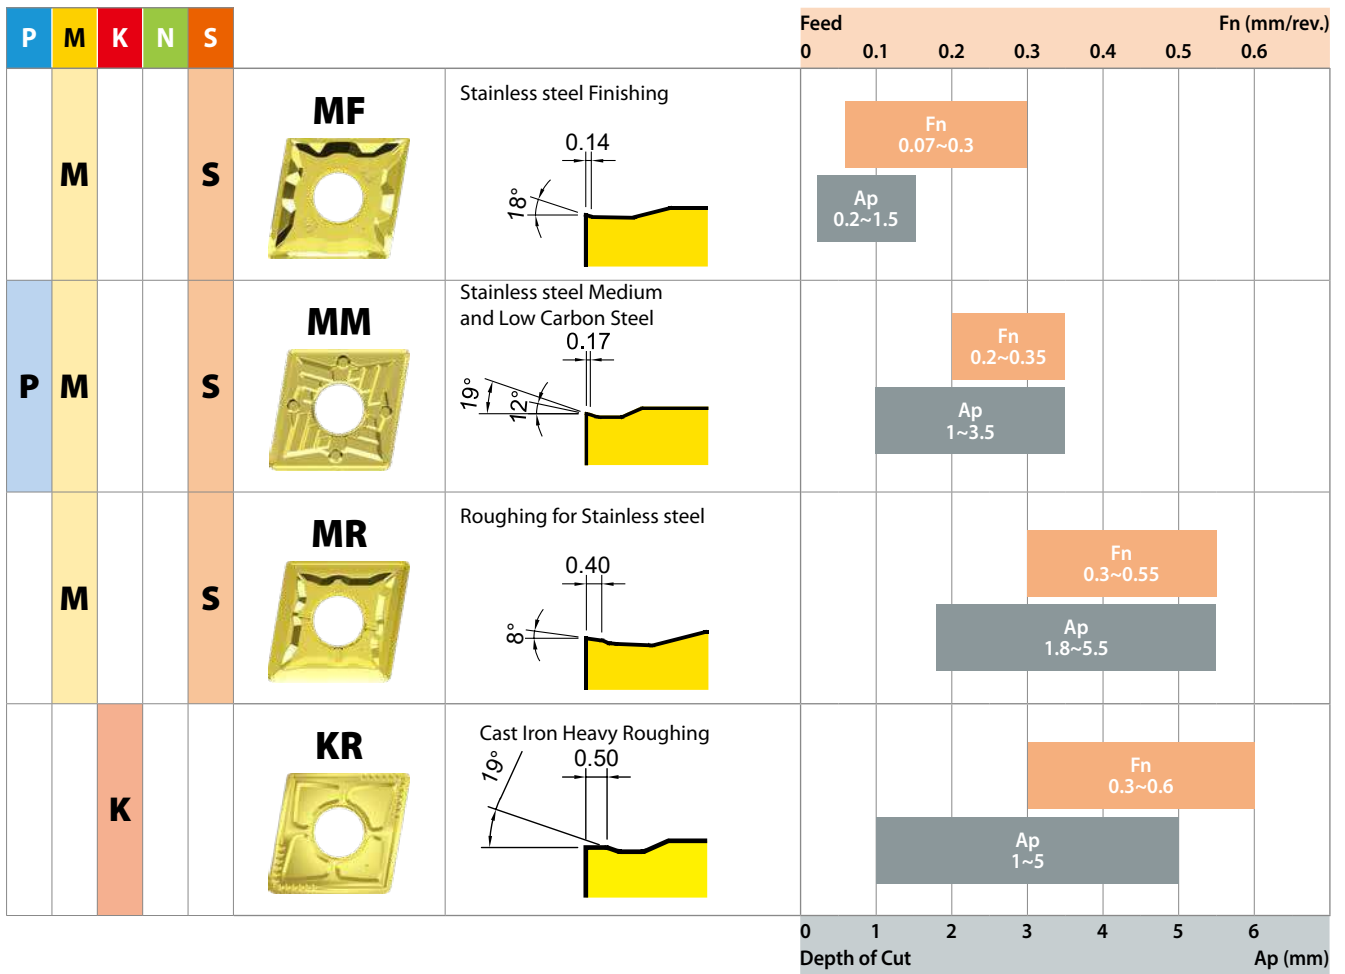 P M K N S
Feed Fn (mm/rev.)
0 0.1 0.2 0.3 0.4 0.5 0.6
M S
MF
Stainless steel Finishing
0.14
18°
Fn
0.07~0.3
Ap
0.2~1.5
P M S
MM
Stainless steel Medium
and Low Carbon Steel
0.17
19°
12°
Fn
0.2~0.35
Ap
1~3.5
M S
MR
Roughing for Stainless steel
0.40
8°
Fn
0.3~0.55
Ap
1.8~5.5
K
KR
Cast Iron Heavy Roughing
0.50
19°
Fn
0.3~0.6
Ap
1~5
0 1 2 3 4 5 6
Depth of Cut Ap (mm)